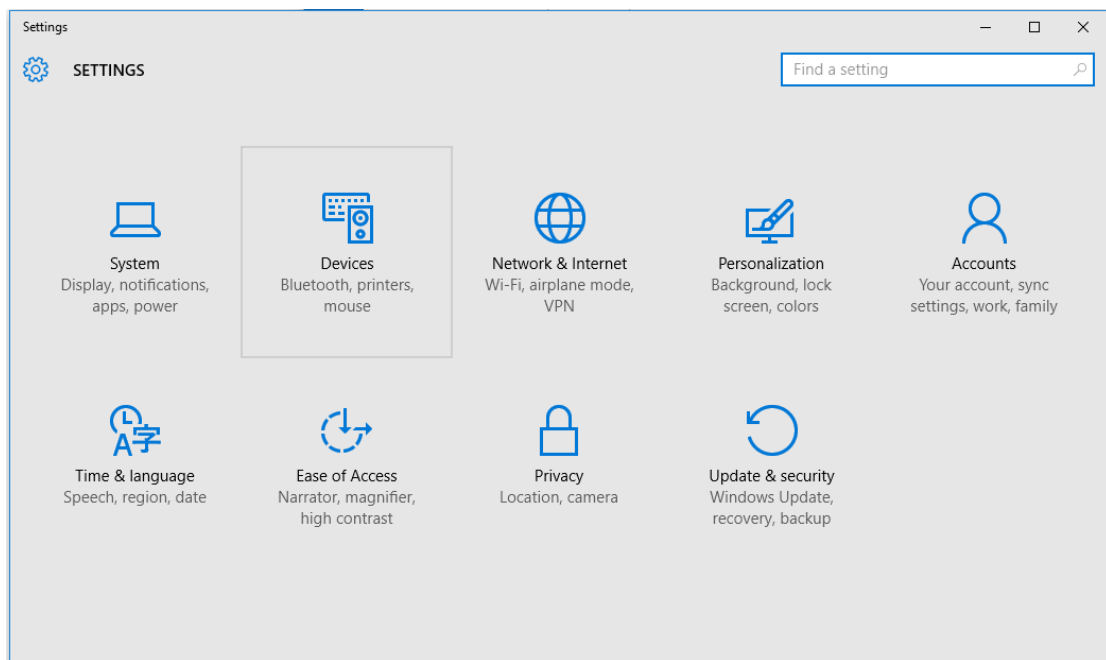 Settings
SETTINGS
Find a setting
System
Display, notifications,
apps, power
Devices
Bluetooth, printers,
mouse
Network & Internet
Wi-Fi, airplane mode,
VPN
Personalization
Background, lock
screen, colors
Accounts
Your account, sync
settings, work, family
A字
Time & language
Speech, region, date
Ease of Access
Narrator, magnifier,
high contrast
Privacy
Location, camera
Update & security
Windows Update,
recovery, backup